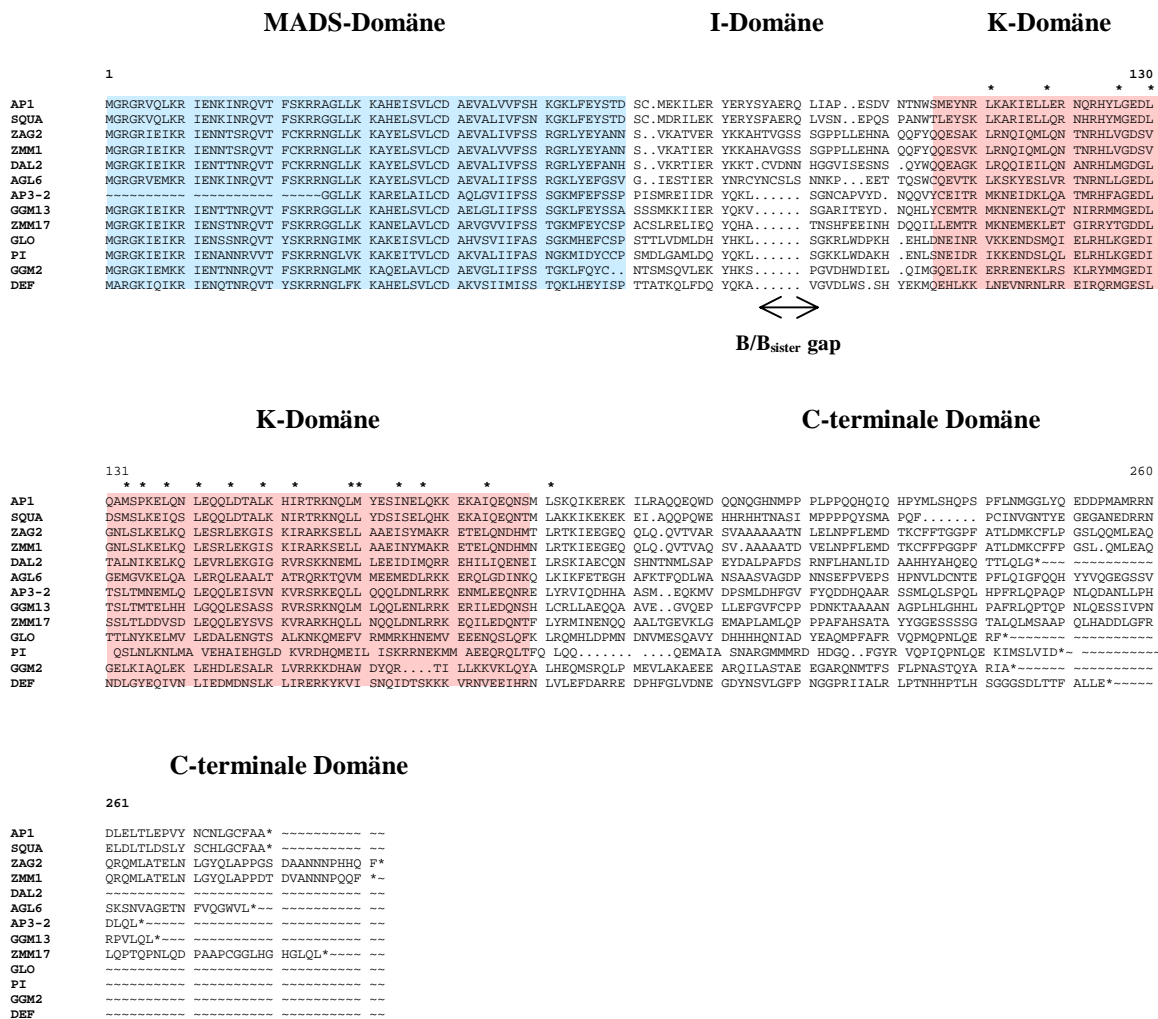 MADS-Domäne I-Domäne K-Domäne
1 130
* * * *
AP1 MGRGRVQLKR IENKINRQVT FSKRRAGLLK KAHEISVLCD AEVALVVFSH KGKLFEYSTD SC.MEKILER YERYSYAERQ LIAP..ESDV NTNWSMEYNR LKAKIELLER NQRHYLGEDL
SQUA MGRGKVQLKR IENKINRQVT FSKRRGGLLK KAHELSVLCD AEVALIVFSN KGKLFEYSTD SC.MDRILEK YERYSFAERQ LVSN..EPQS PANWTLEYSK LKARIELLQR NHRHYMGEDL
ZAG2 MGRGRIEIKR IENNTSRQVT FCKRRNGLLK KAYELSVLCD AEVALIVFSS RGRLYEYANN S..VKATVER YKKAHTVGSS SGPPLLEHNA QQFYQQESAK LRNQIQMLQN TNRHLVGDSV
ZMM1 MGRGRIEIKR IENNTSRQVT FCKRRNGLLK KAYELSVLCD AEVALIVFSS RGRLYEYANN S..VKATIER YKKAHAVGSS SGPPLLEHNA QQFYQQESVK LRNQIQMLQN TNRHLVGDSV
DAL2 MGRGRVQLRR IENTTNRQVT FCKRRNGLLK KAYELSVLCD AEVALIVFSS RGRLYEFANH S..VKRTIER YKKT.CVDNN HGGVISESNS .QYWQQEAGK LRQQIEILQN ANRHLMGDGL
AGL6 MGRGRVEMKR IENKINRQVT FSKRRNGLLK KAYELSVLCD AEVALIIFSS RGKLYEFGSV G..IESTIER YNRCYNCSLS NNKP...EET TQSWCQEVTK LKSKYESLVR TNRNLLGEDL
AP3-2 ~~~~~~~~~~ ~~~~~~~~~~ ~~~~~~GGLLK KARELAILCD AQLGVIIFSS SGKMFEFSSP PISMREIIDR YQKL......S GNCAPVYD.NQQVYCEITR MKNEIDKLQA TMRHFAGEDL
GGM13 MGRGKIEIKR IENTTNRQVT FSKRRGGLLK KAHELSVLCD AELGLIIFSS SGKLFEYSSA SSSMKKIIER YQKV...... SGARITEYD. NQHLYCEMTR MKNENEKLQT NIRRMMGEDL
ZMM17 MGRGKIEIKR IENSTNRQVT FSKRRGGLLK KANELAVLCD ARVGVVIFSS TGKMFEYCSP ACSLRELIEQ YQHA...... TNSHFEEINH DQQILLEMTR MKNEMEKLET GIRRYTGDDL
GLO MGRGKIEIKR IENSSNRQVT YSKRRNGIMK KAKEISVLCD AHVSVIIFAS SGKMHEFCSP STTLVDMLDH YHKL...... SGKRLWDPKH .EHLDNEINR VKKENDSMQI ELRHLKGEDI
PI MGRGKIEIKR IENANNRVVT FSKRRNGLVK KAKEITVLCD AKVALIIFAS NGKMIDYCCP SMDLGAMLDQ YQKL...... SGKKLWDAKH .ENLSNEIDR IKKENDSLQL ELRHLKGEDI
GGM2 MGRGKIEMKK IENTTNNRQVT FSKRRNGLMK KAQELAVLCD AEVGLIIFSS TGKLFQYC.. NTSMSQVLEK YHKS...... PGVDHWDIEL .QIMGQELIK ERRENEKLRS KLRYMMGEDI
DEF MARGKIQIKR IENQTNRQVT YSKRRNGLFK KAHELSVLCD AKVSIIMISS TQKLHEYISP TTATKQLFDQ YQKA...... VGVDLWS.SH YEKMQEHLKK LNEVNRNLRR EIRQRMGESL
B/Bsister gap
K-Domäne C-terminale Domäne
131 260
* * * * * * * ** * * * *
AP1 QAMSPKELQN LEQQLDTALK HIRTRKNQLM YESINELQKK EKAIQEQNSM LSKQIKEREK ILRAQQEQWD QQNQGHNMPP PLPPQQHQIQ HPYMLSHQPS PFLNMGGLYQ EDDPMAMRRN
SQUA DSMSLKEIQS LEQQLDTALK NIRTRKNQLL YDSISELQHK EKAIQEQNTM LAKKIKEKEK EI.AQQPQWE HHRHHTNASI MPPPPQYSMA PQF....... PCINVGNTYE GEGANEDRRN
ZAG2 GNLSLKELKQ LESRLEKGIS KIRARKSELL AAEISYMAKR ETELQNDHMT LRTKIEEGEQ QLQ.QVTVAR SVAAAAAATN LELNPFLEMD TKCFFTGGPF ATLDMKCFLP GSLQQMLEAQ
ZMM1 GNLSLKELKQ LESRLEKGIS KIRARKSELL AAEINYMAKR ETELQNDHMN LRTKIEEGEQ QLQ.QVTVAQ SV.AAAAATD VELNPFLEMD TKCFFPGGPF ATLDMKCFFP GSL.QMLEAQ
DAL2 TALNIKELKQ LEVRLEKGIG RVRSKKNEML LEEIDIMQRR EHILIQENEI LRSKIAECQN SHNTNMLSAP EYDALPAFDS RNFLHANLID AAHHYAHQEQ TTLQLG*~~~ ~~~~~~~~~~
AGL6 GEMGVKELQA LERQLEAALT ATRQRKTQVM MEEMEDLRKK ERQLGDINKQ LKIKFETEGH AFKTFQDLWA NSAASVAGDP NNSEFPVEPS HPNVLDCNTE PFLQIGFQQH YYVQGEGSSV
AP3-2 TSLTMNEMLQ LEQQLEISVN KVRSRKNQLM LQQLDNLRRK ENMLEEQNRE LYRVIQDHHA ASM..EQKMV DPSMLDHFGV FYQDDHQAAR SSMLQLSPQL HPFRLQPAQP NLQDANLLPH
GGM13 TSLTMTELHH LGQQLESASS RVRSRKNQLM LQQLENLRRK ERILEDQNSH LCRLLAEQQA AVE..GVQEP LLEFGVFCPP PDNKTAAAAN AGPLHLGHHL PAFRLQPTQP NLQESSIVPN
ZMM17 SSLTLDDVSD LEQQLEYSVS KVRARKHQLL NQQLDNLRRK EQILEDQNTF LYRMINENQQ AALTGEVKLG EMAPLAMLQP PPAFAHSATA YYGGESSSSG TALQLMSAAP QLHADDLGFR
GLO TTLNYKELMV LEDALENGTS ALKNKQMEFV RMMRKHNEMV EEENQSLQFK LRQMHLDPMN DNVMESQAVY DHHHHQNIAD YEAQMPFAFR VQPMQPNLQE RF*~~~~~~~ ~~~~~~~~~~
PI QSLNLKNLMA VEHAIEHGLD KVRDHQMEIL ISKRRNEKMM AEEQRQLTFQ LQQ....... ...QEMAIA SNARGMMMRD HDGQ..FGYR VQPIQPNLQE KIMSLVID*~ ~~~~~~~~~~
GGM2 GELKIAQLEK LEHDLESALR LVRRKKDHAW DYQR....TI LLKKVKLQYA LHEQMSRQLP MEVLAKAEEE ARQILASTAE EGARQNMTFS FLPNASTQYA RIA*~~~~~~ ~~~~~~~~~~
DEF NDLGYEQIVN LIEDMDNSLK LIRERKYKVI SNQIDTSKKK VRNVEEIHRN LVLEFDARRE DPHFGLVDNE GDYNSVLGFP NGGPRIIALR LPTNHHPTLH SGGGSDLTTF ALLE*~~~~~
C-terminale Domäne
261
AP1 DLELTLEPVY NCNLGCFAA* ~~~~~~~~~~ ~~
SQUA ELDLTLDSLY SCHLGCFAA* ~~~~~~~~~~ ~~
ZAG2 QRQMLATELN LGYQLAPPGS DAANNNPHHQ F*
ZMM1 QRQMLATELN LGYQLAPPDT DVANNNPQQF *~
DAL2 ~~~~~~~~~~ ~~~~~~~~~~ ~~~~~~~~~~ ~~
AGL6 SKSNVAGETN FVQGWVL*~~ ~~~~~~~~~~ ~~
AP3-2 DLQL*~~~~~ ~~~~~~~~~~ ~~~~~~~~~~ ~~
GGM13 RPVLQL*~~~ ~~~~~~~~~~ ~~~~~~~~~~ ~~
ZMM17 LQPTQPNLQD PAAPCGGLHG HGLQL*~~~~ ~~
GLO ~~~~~~~~~~ ~~~~~~~~~~ ~~~~~~~~~~ ~~
PI ~~~~~~~~~~ ~~~~~~~~~~ ~~~~~~~~~~ ~~
GGM2 ~~~~~~~~~~ ~~~~~~~~~~ ~~~~~~~~~~ ~~
DEF ~~~~~~~~~~ ~~~~~~~~~~ ~~~~~~~~~~ ~~